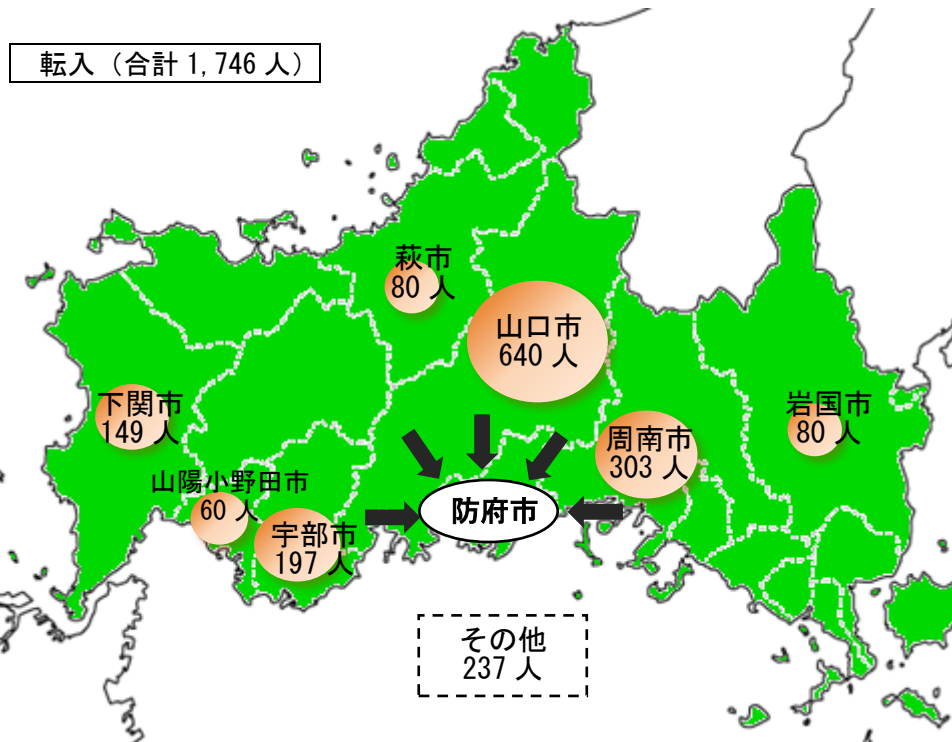 転入（合計 1,746 人）
萩市
80 人
山口市
640 人
下関市
149 人
岩国市
80 人
周南市
303 人
山陽小野田市
60 人
宇部市
197 人
防府市
その他
237 人